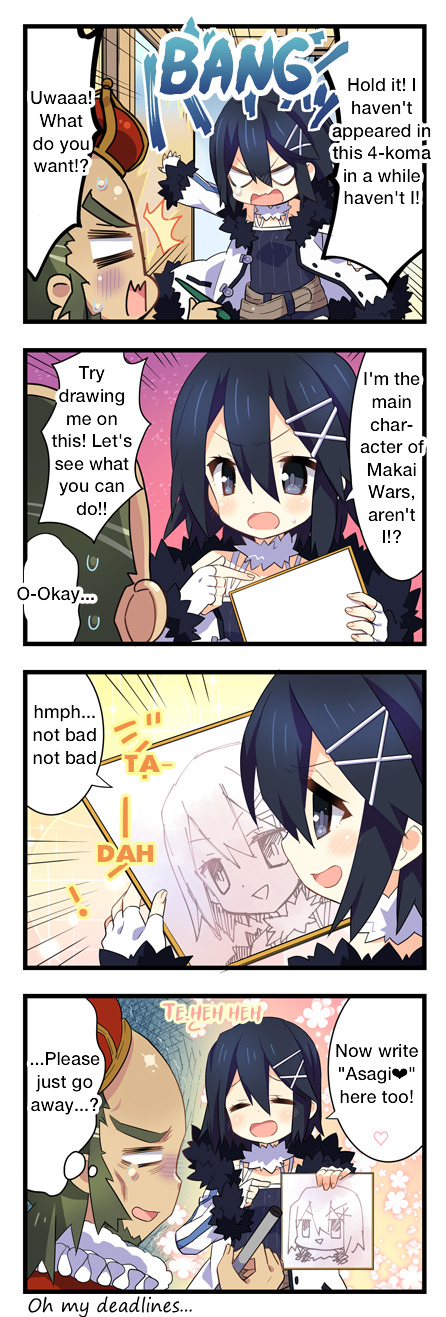 BANG
Hold it! I
haven't
appeared in
this 4-koma
in a while
haven't I!
Uwaaa!
What
do you
want!?
I'm the
main
char-
acter of
Makai
Wars,
aren't
I!?
Try
drawing
me on
this! Let's
see what
you can
do!!
O-Okay...
hmph...
not bad
not bad
TA-
DAH
!
TE HEH HEH
Now write
"Asagi❤"
here too!
♡
...Please
just go
away...?
Oh my deadlines...